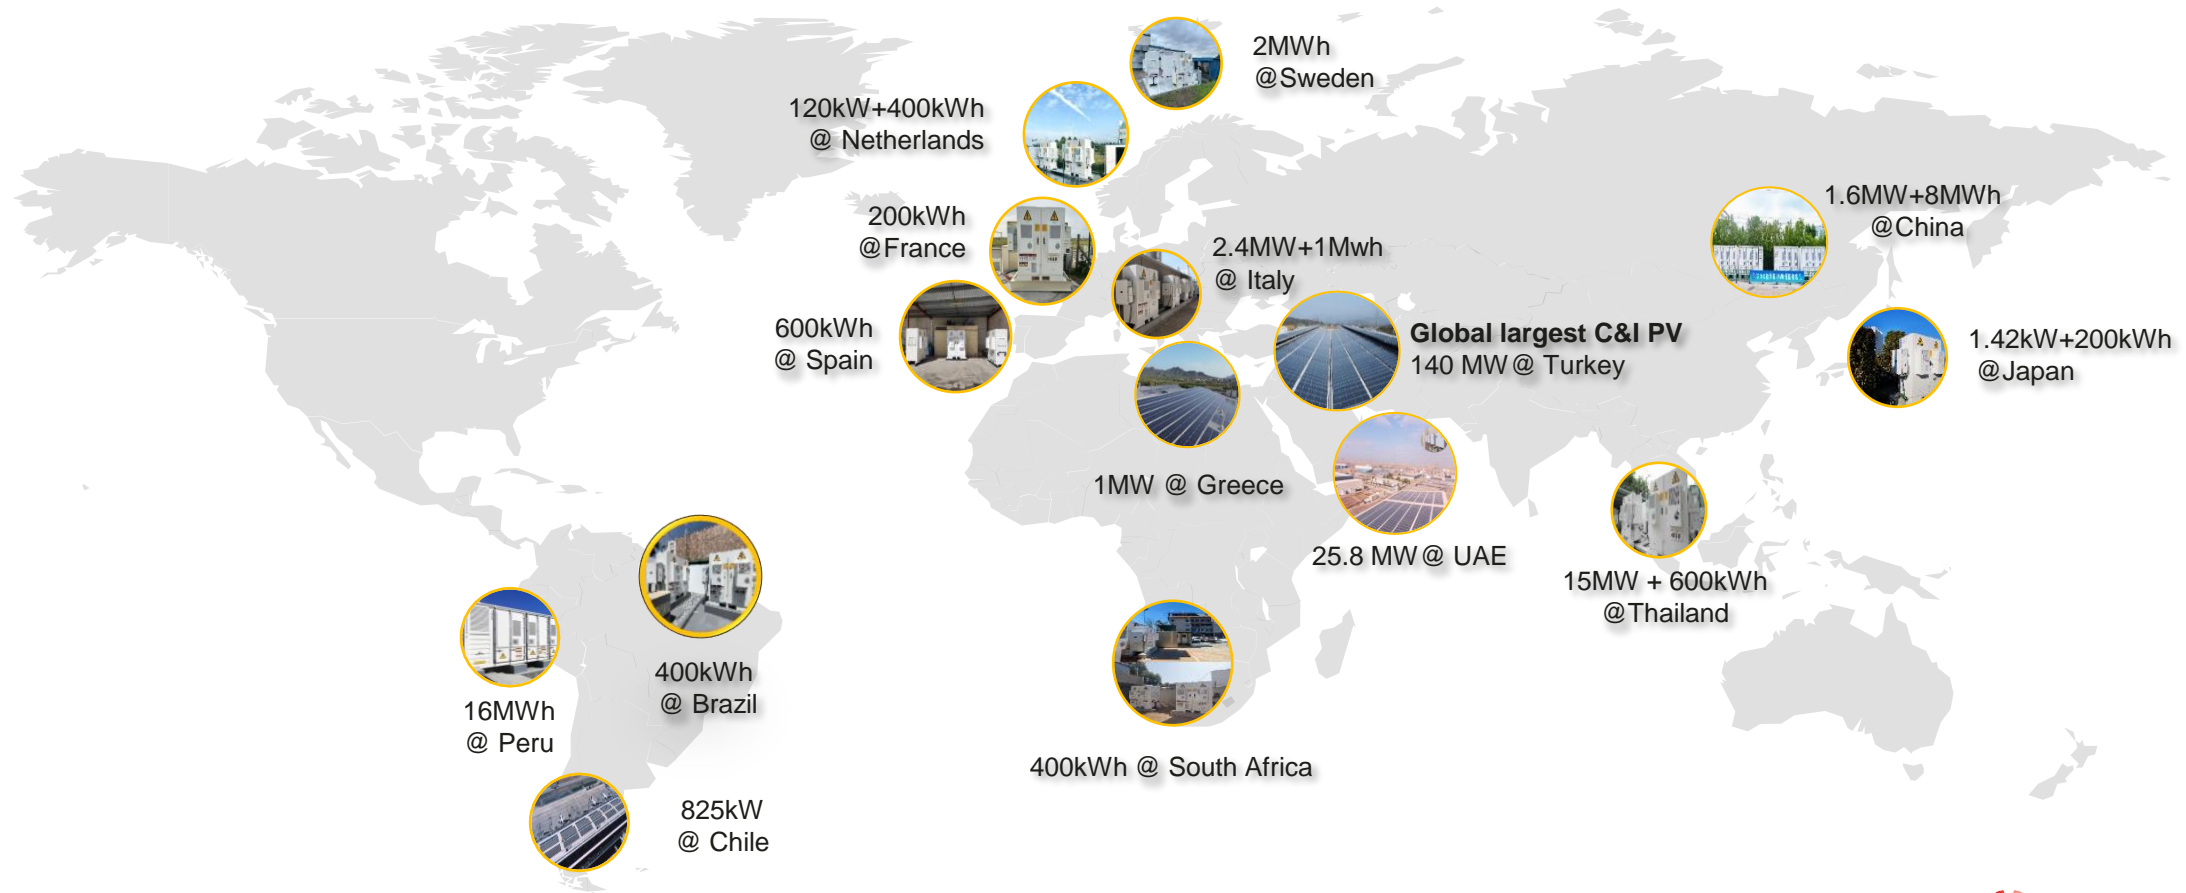 2MWh
@Sweden
120kW+400kWh
@ Netherlands
200kWh
@France
2.4MW+1Mwh
@ Italy
1.6MW+8MWh
@China
600kWh
@ Spain
Global largest C&I PV
140 MW @ Turkey
1.42kW+200kWh
@Japan
1MW @ Greece
25.8 MW @ UAE
15MW + 600kWh
@Thailand
400kWh
@ Brazil
16MWh
@ Peru
400kWh @ South Africa
825kW
@ Chile